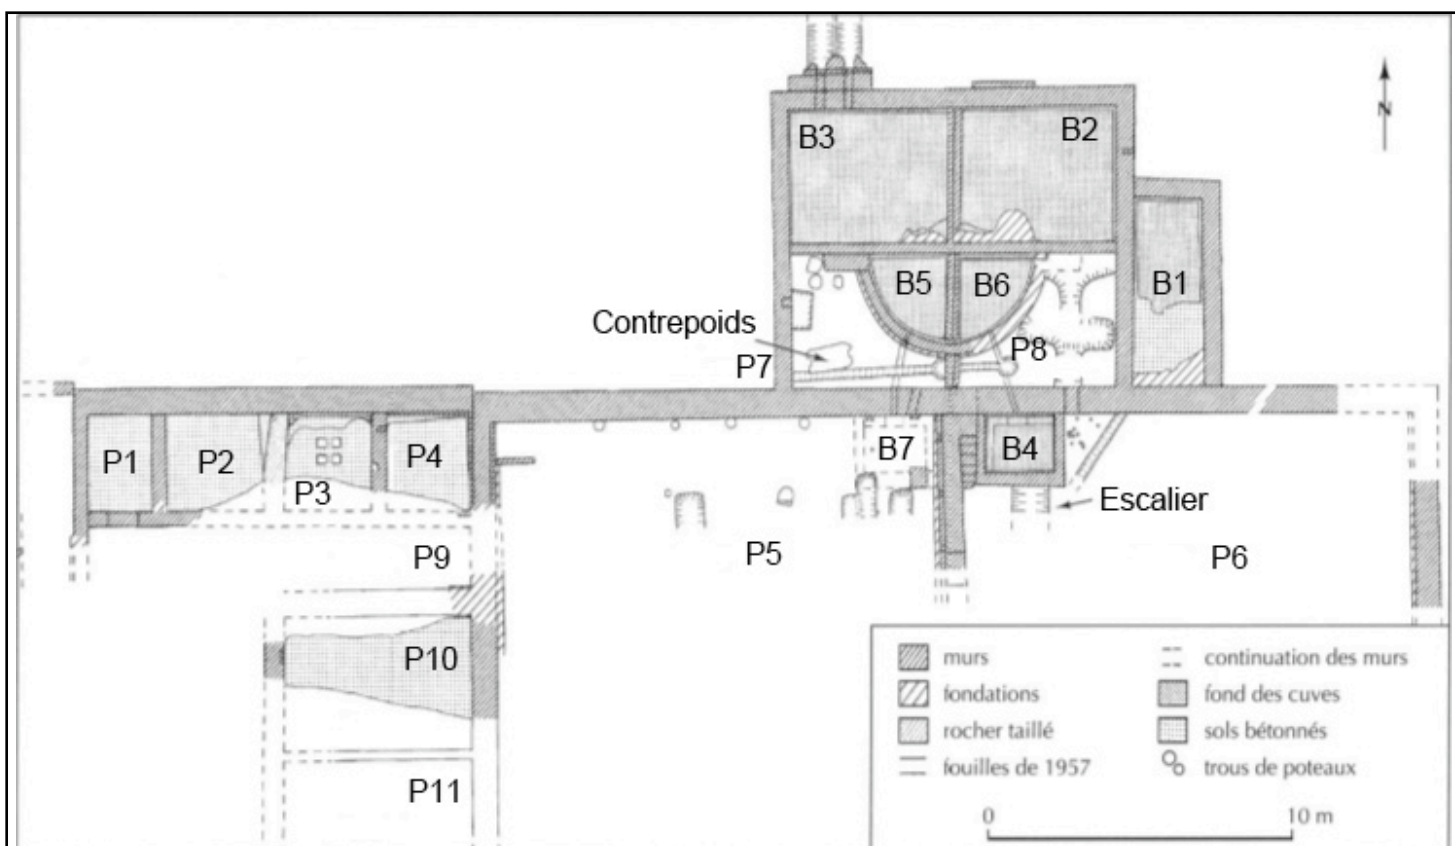 N
B3
B2
B1
B5
B6
Contrepoids
P7
P8
P1
P2
P3
P4
B7
B4
Escalier
P9
P5
P6
P10
P11
murs
fondations
rocher taillé
fouilles de 1957
continuation des murs
fond des cuves
sols bétonnés
trous de poteaux
0
10 m